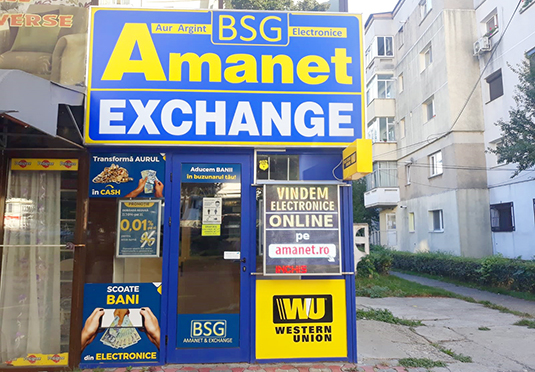 Aur Argint BSG Electronice
Amanet
EXCHANGE
Transformă AURUL
în CASH
Aducem BANII
în buzunarul tău!
0,01%
VINDEM
ELECTRONICE
ONLINE
pe
amanet.ro
SCOATE
BANI
din ELECTRONICE
BSG
AMANET & EXCHANGE
WU
WESTERN
UNION